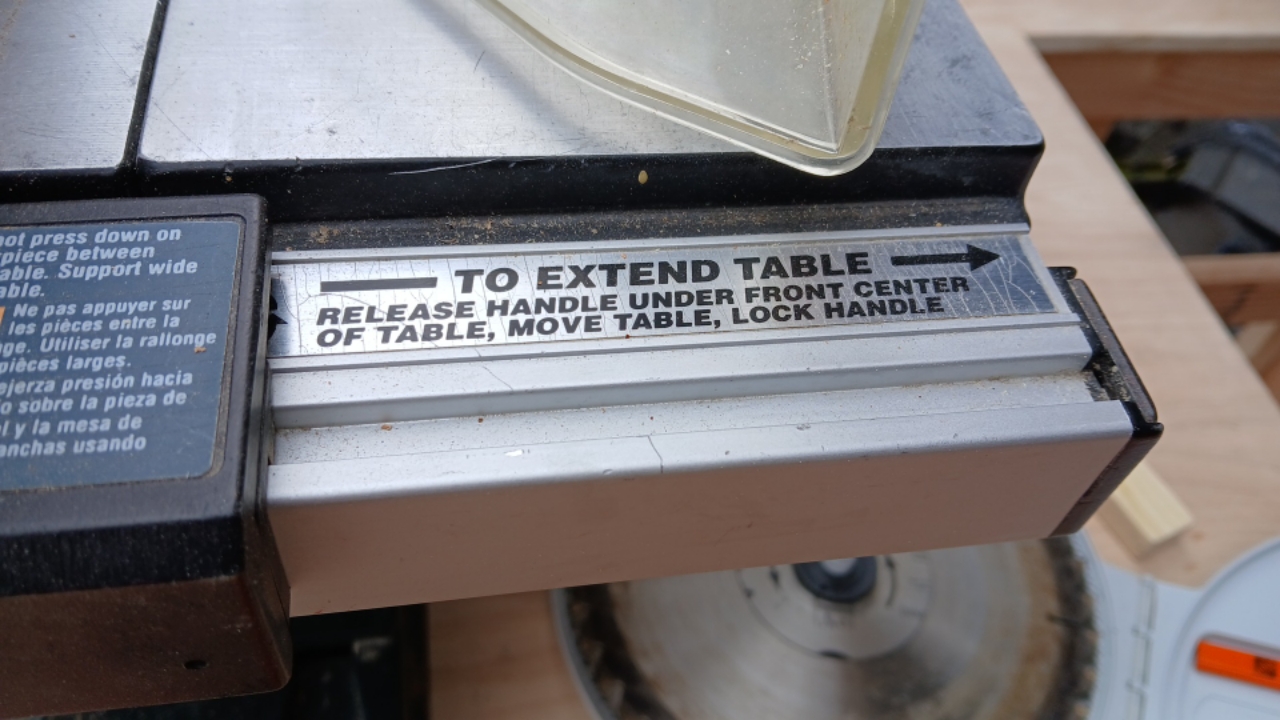 not press down on
piece between
able. Support wide
able.
Ne pas appuyer sur
les pièces entre la
ge. Utiliser la rallonge
pièces larges.
ejerza presión hacia
o sobre la pieza de
l y la mesa de
anchas usando
TO EXTEND TABLE
RELEASE HANDLE UNDER FRONT CENTER
OF TABLE, MOVE TABLE, LOCK HANDLE